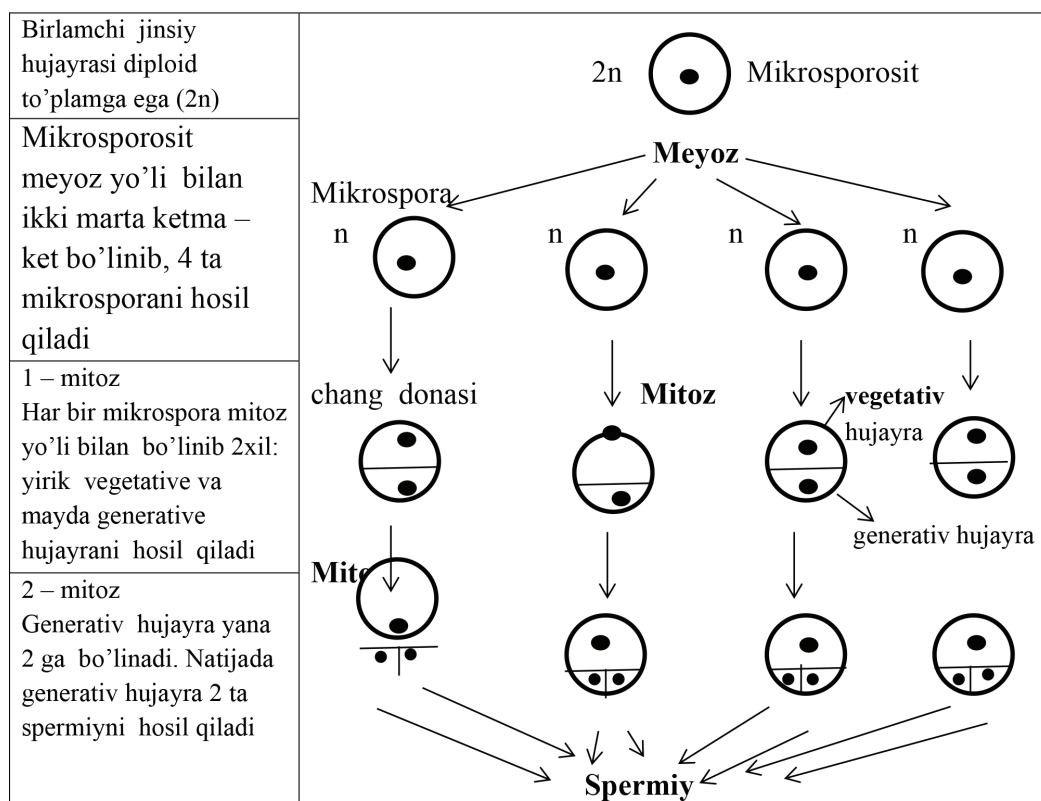 Birlamchi jinsiy
hujayrasi diploid
to’plamga ega (2n)
Mikrosporosit
meyoz yo’li bilan
ikki marta ketma –
ket bo’linib, 4 ta
mikrosporani hosil
qiladi
1 – mitoz
Har bir mikrospora mitoz
yo’li bilan bo’linib 2xil:
yirik vegetative va
mayda generative
hujayrani hosil qiladi
2 – mitoz
Generativ hujayra yana
2 ga bo’linadi. Natijada
generativ hujayra 2 ta
spermiyni hosil qiladi
2n Mikrosporosit
Meyoz
Mikrospora
n n n n
chang donasi Mitoz vegetativ
hujayra
generativ hujayra
Spermiy